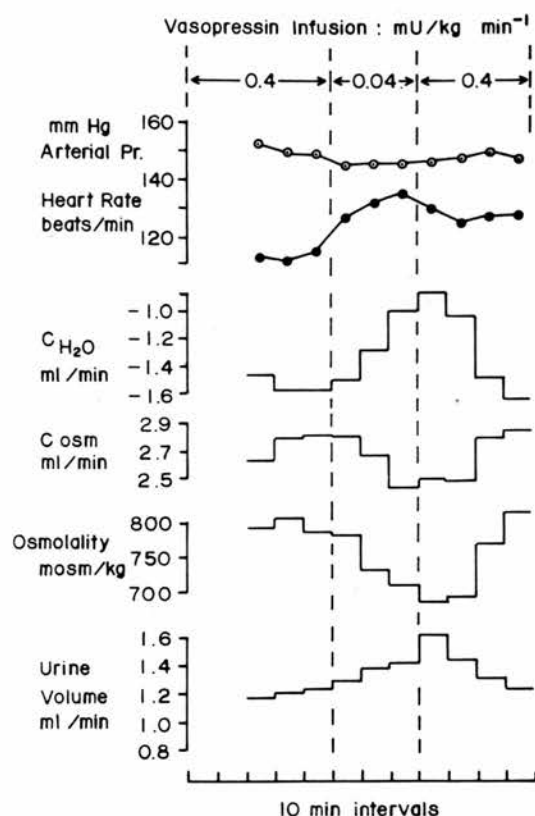 Vasopressin Infusion : mU/kg min⁻¹
0.4 0.04 0.4
160
mm Hg
Arterial Pr.
140
Heart Rate
beats/min
120
-1.0
-1.2
C H₂O
-1.4
ml/min
-1.6
2.9
C osm
2.7
ml/min
2.5
800
Osmolality
750
mosm/kg
700
1.6
Urine
1.4
Volume
1.2
ml/min
1.0
0.8
10 min intervals